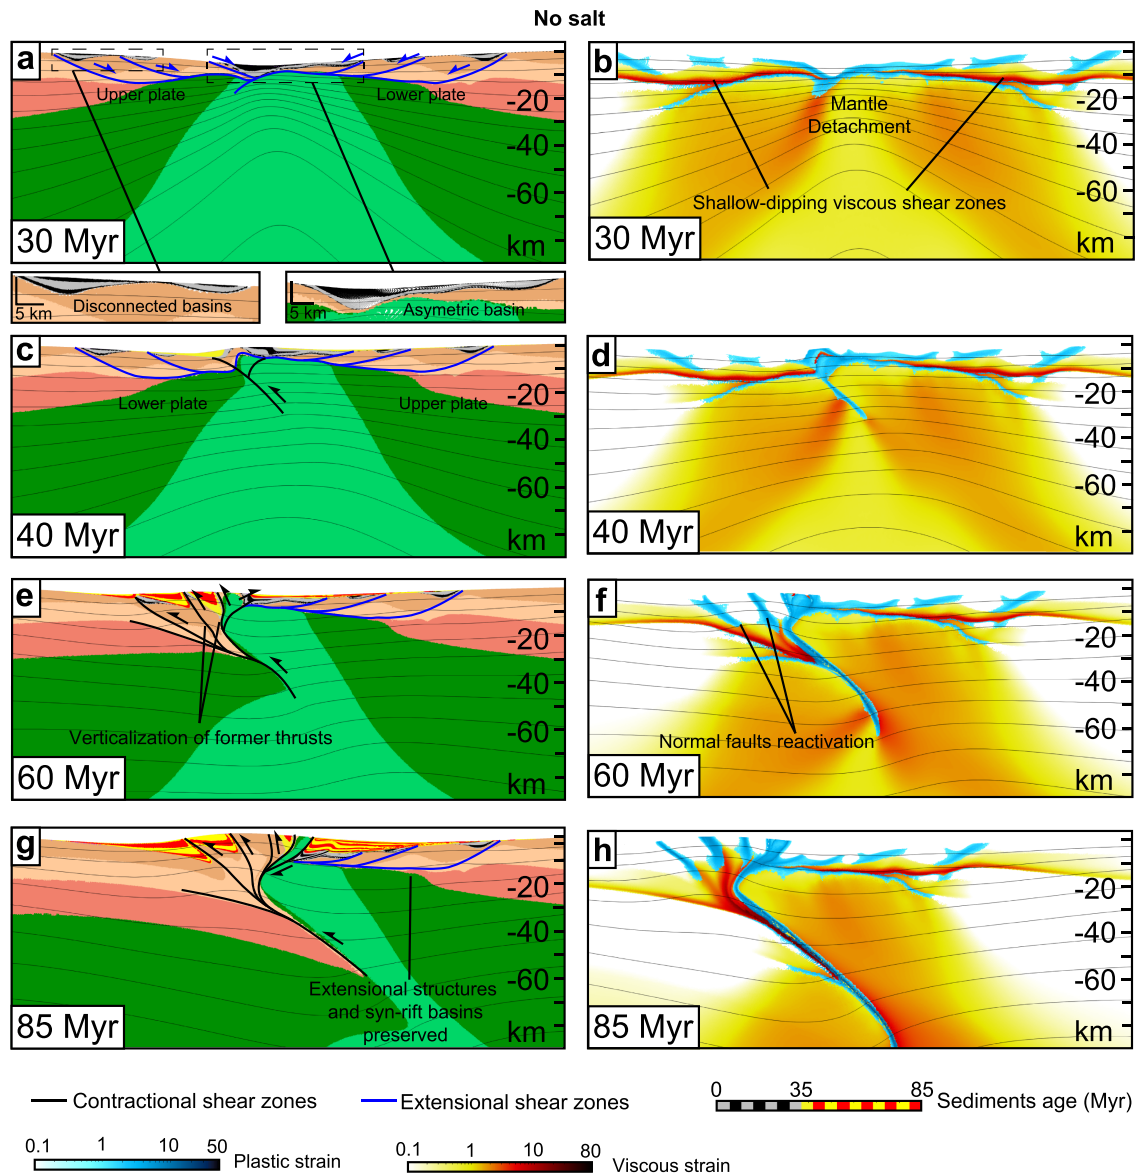 No salt
a
Upper plate
Lower plate
-20
-40
-60
km
30 Myr
b
Mantle
Detachment
-20
-40
-60
Shallow-dipping viscous shear zones
km
30 Myr
5 km
Disconnected basins
5 km
Asymetric basin
c
Lower plate
Upper plate
-20
-40
-60
km
40 Myr
d
-20
-40
-60
km
40 Myr
e
-20
-40
-60
Verticalization of former thrusts
km
60 Myr
f
-20
-40
-60
Normal faults reactivation
km
60 Myr
g
-20
-40
-60
Extensional structures
and syn-rift basins
preserved
km
85 Myr
h
-20
-40
-60
km
85 Myr
Contractional shear zones
Extensional shear zones
0 35 85
Sediments age (Myr)
0.1 1 10 50
Plastic strain
0.1 1 10 80
Viscous strain